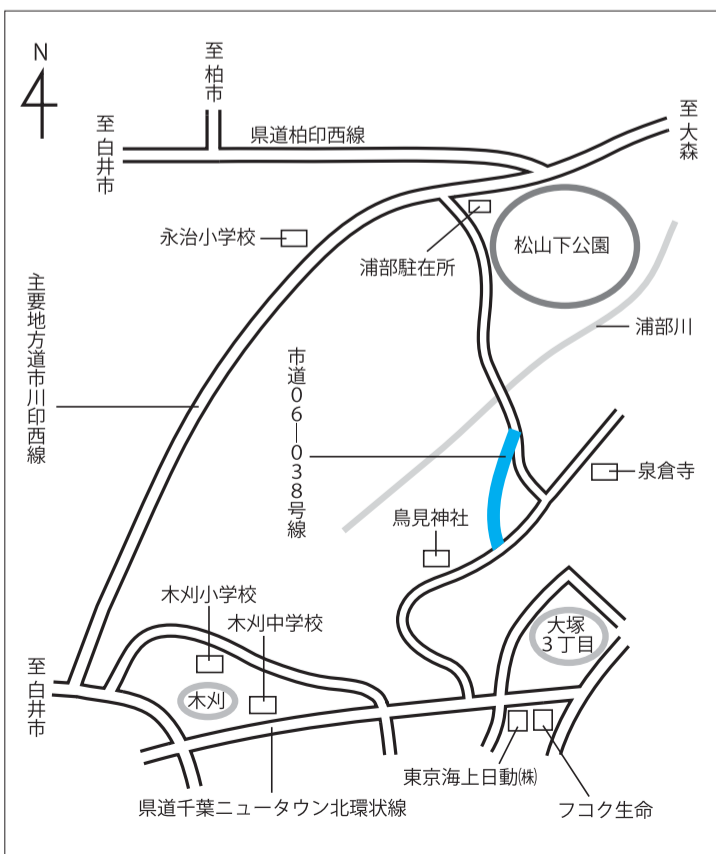 N
至柏市
至白井市
県道柏印西線
至大森
永治小学校
浦部駐在所
松山下公園
主要地方道市川印西線
浦部川
市道06—038号線
泉倉寺
鳥見神社
木刈小学校
木刈中学校
大塚
3丁目
至白井市
木刈
東京海上日動㈱
県道千葉ニュータウン北環状線
フコク生命